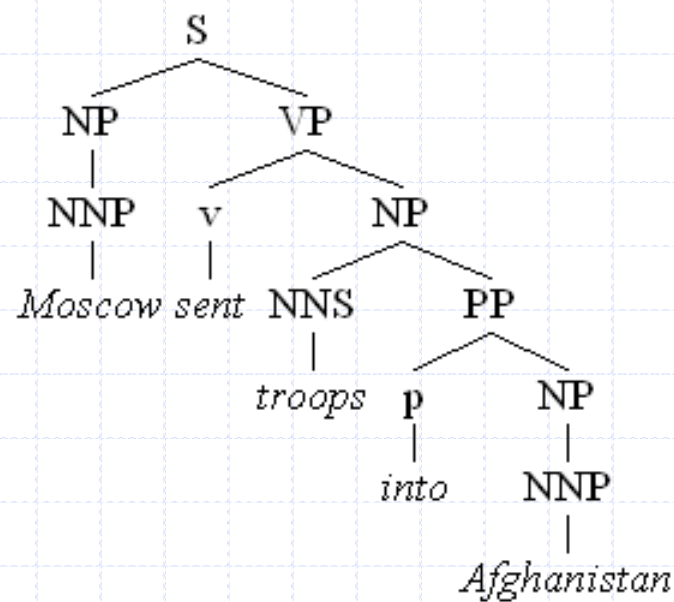 S
NP VP
NNP v NP
Moscow sent NNS PP
troops p NP
into NNP
Afghanistan